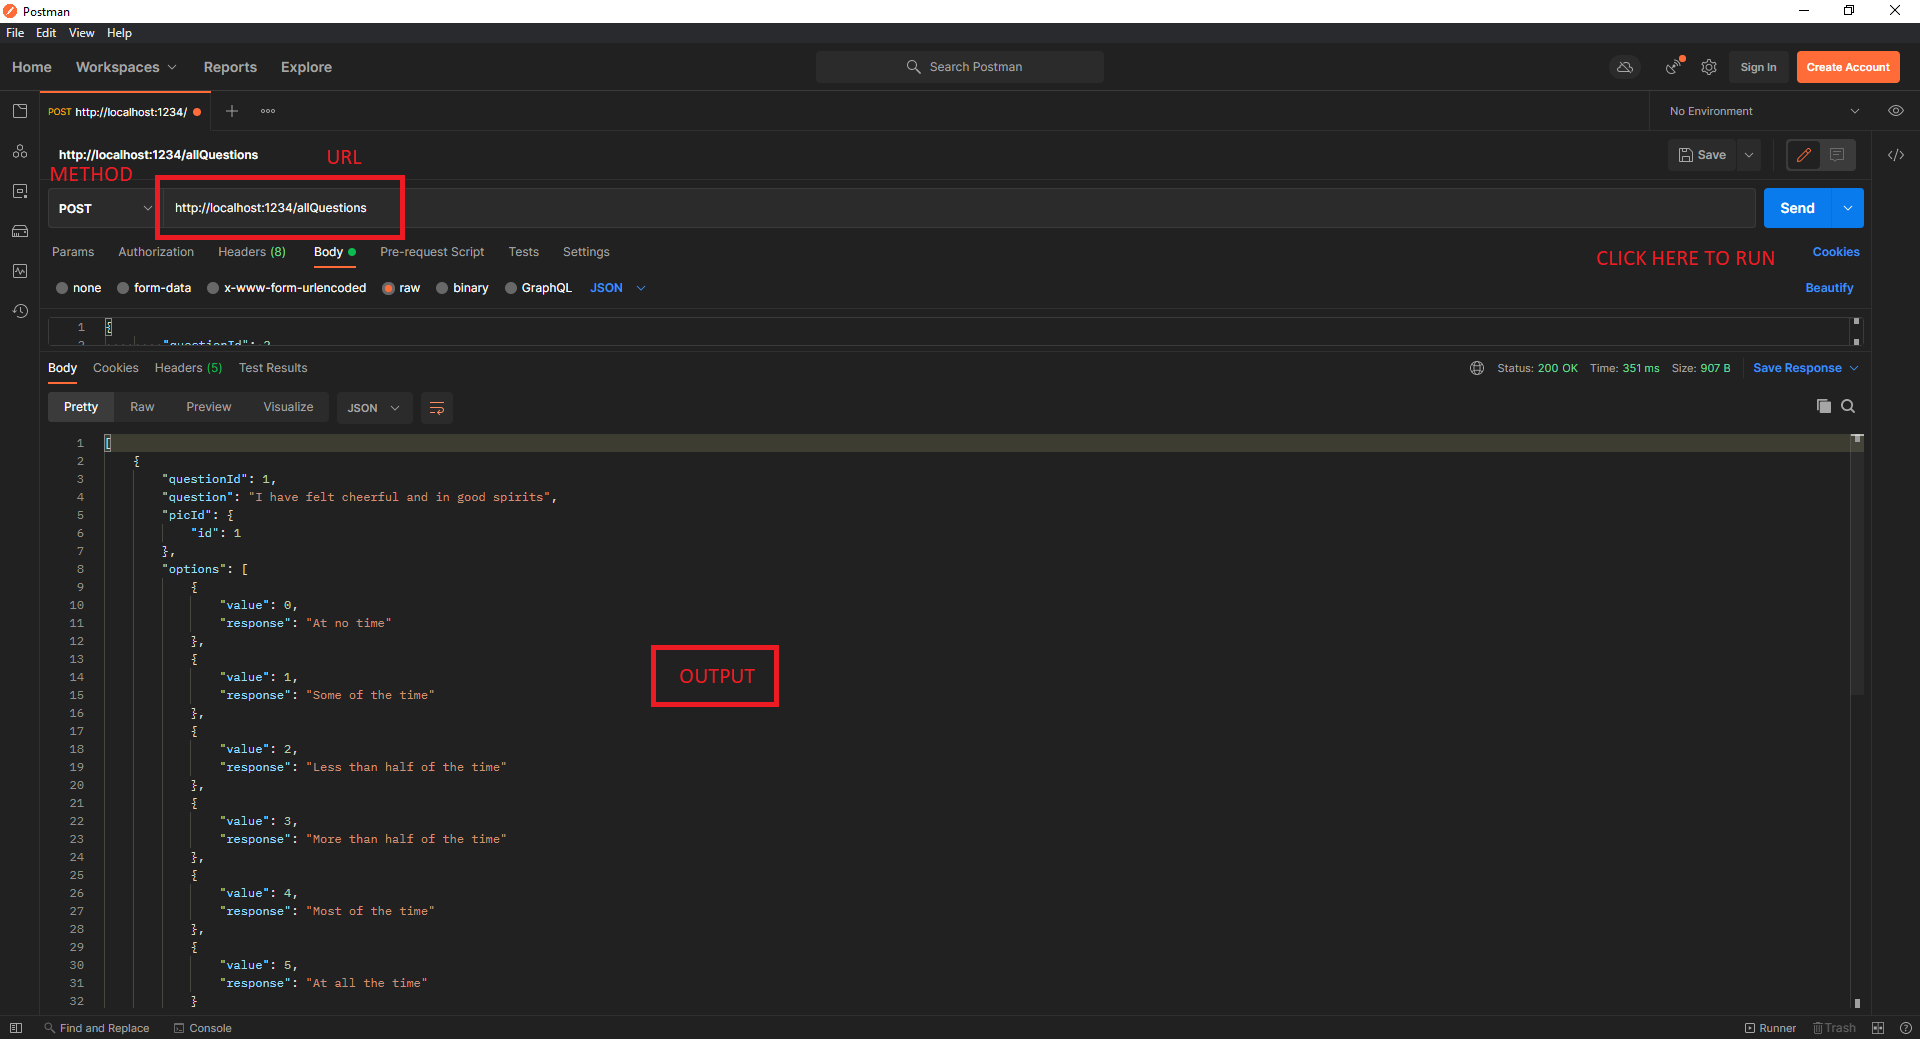 Postman
File Edit View Help
Home Workspaces Reports Explore Search Postman Sign In Create Account
POST http://localhost:1234/ No Environment
http://localhost:1234/allQuestions URL Save
METHOD
POST http://localhost:1234/allQuestions Send
Params Authorization Headers (8) Body Pre-request Script Tests Settings CLICK HERE TO RUN Cookies
none form-data x-www-form-urlencoded raw binary GraphQL JSON Beautify
1 {
2 "questionId": 2
Body Cookies Headers (5) Test Results Status: 200 OK Time: 351 ms Size: 907 B Save Response
Pretty Raw Preview Visualize JSON
1 [
2 {
3 "questionId": 1,
4 "question": "I have felt cheerful and in good spirits",
5 "picId": {
6 "id": 1
7 },
8 "options": [
9 {
10 "value": 0,
11 "response": "At no time"
12 },
13 {
14 "value": 1,
15 "response": "Some of the time"
16 },
17 {
18 "value": 2,
19 "response": "Less than half of the time"
20 },
21 {
22 "value": 3,
23 "response": "More than half of the time"
24 },
25 {
26 "value": 4,
27 "response": "Most of the time"
28 },
29 {
30 "value": 5,
31 "response": "At all the time"
32 }
OUTPUT
Find and Replace Console Runner Trash